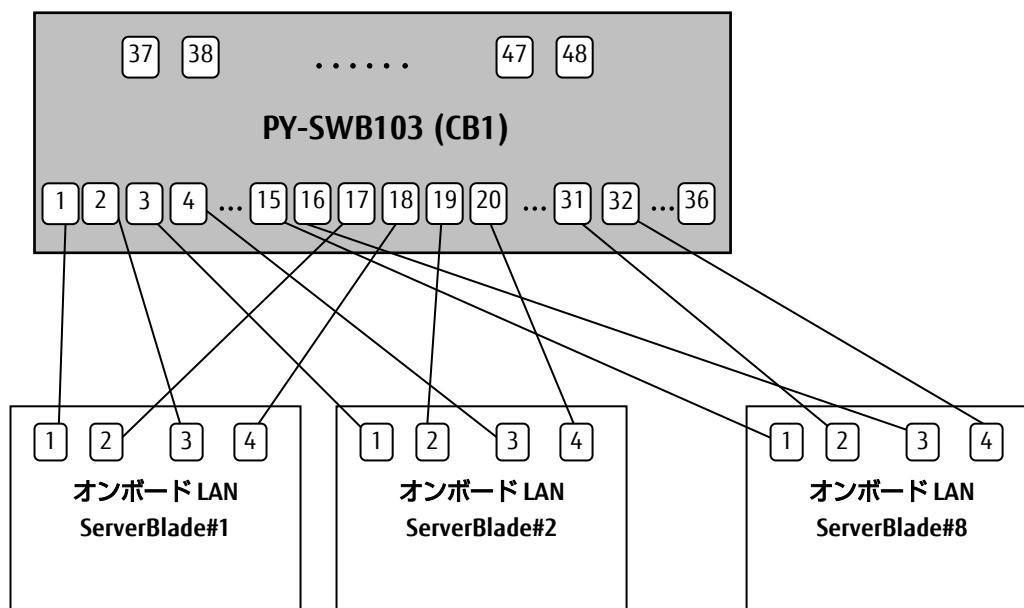 37 38 ...... 47 48
PY-SWB103 (CB1)
1 2 3 4 ... 15 16 17 18 19 20 ... 31 32 ... 36
1 2 3 4 1 2 3 4 1 2 3 4
オンボード LAN オンボード LAN オンボード LAN
ServerBlade#1 ServerBlade#2 ServerBlade#8